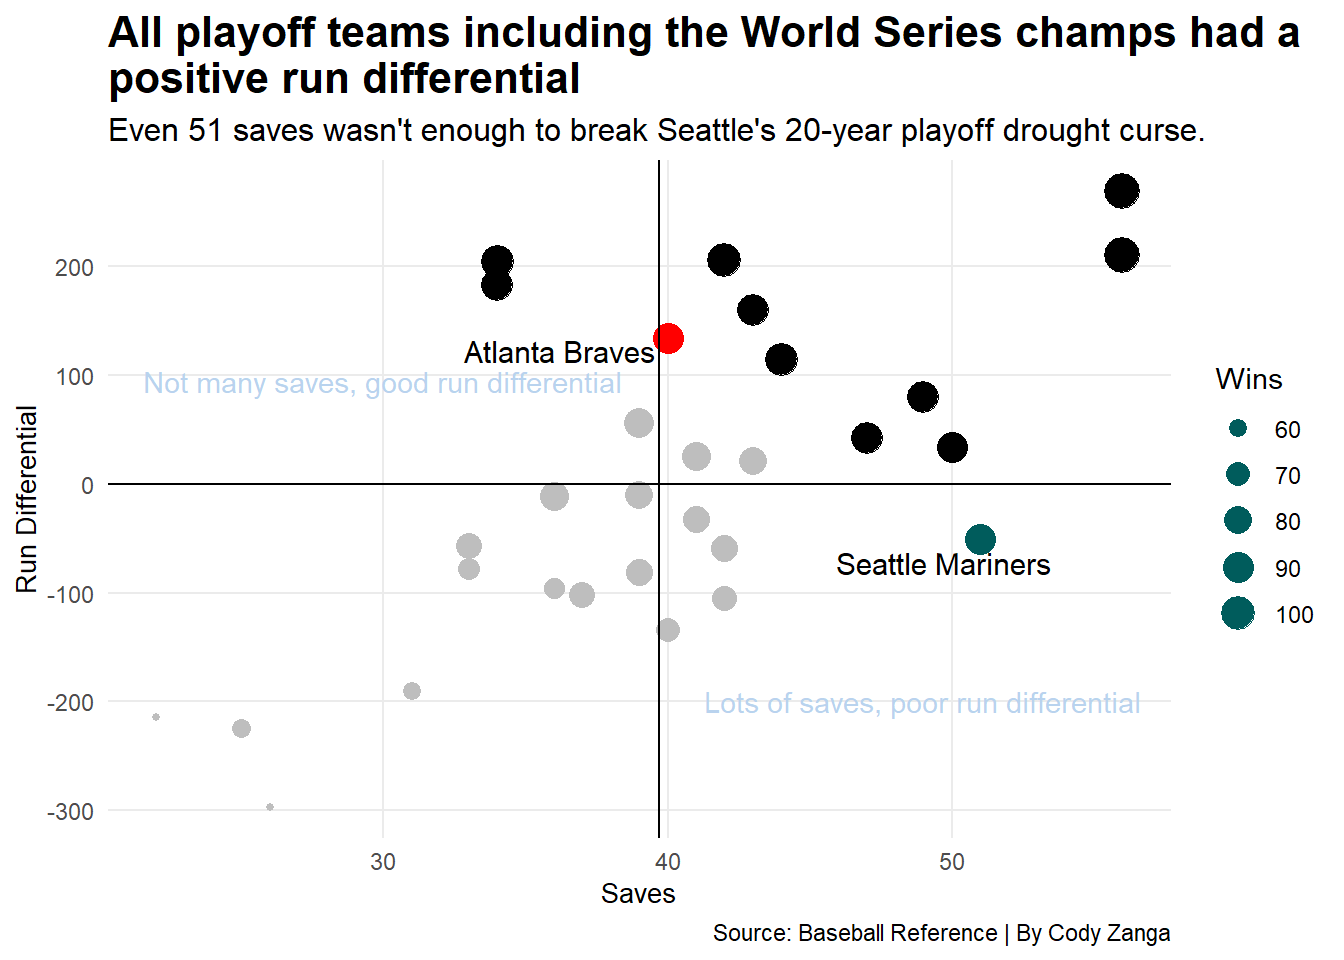 All playoff teams including the World Series champs had a
positive run differential
Even 51 saves wasn't enough to break Seattle's 20-year playoff drought curse.
Run Differential
200
100
0
-100
-200
-300
Atlanta Braves
Not many saves, good run differential
Seattle Mariners
Lots of saves, poor run differential
30
40
50
Saves
Wins
60
70
80
90
100
Source: Baseball Reference | By Cody Zanga